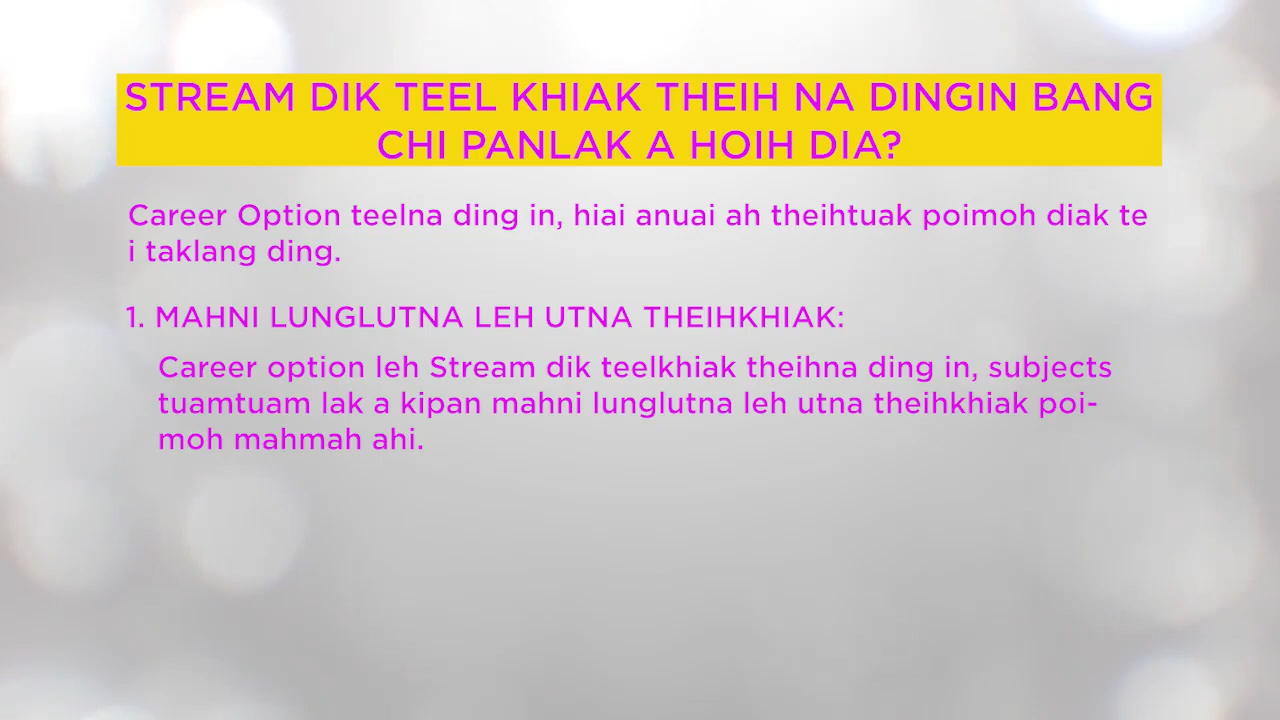 STREAM DIK TEEL KHIAK THEIH NA DINGIN BANG
CHI PANLAK A HOIH DIA?
Career Option teelna ding in, hiai anuai ah theihtuak poimoh diak te
i taklang ding.
1. MAHNI LUNGLUTNA LEH UTNA THEIHKHIAK:
Career option leh Stream dik teelkhiak theihna ding in, subjects
tuamtuam lak a kipan mahni lunglutna leh utna theihkhiak poi-
moh mahmah ahi.